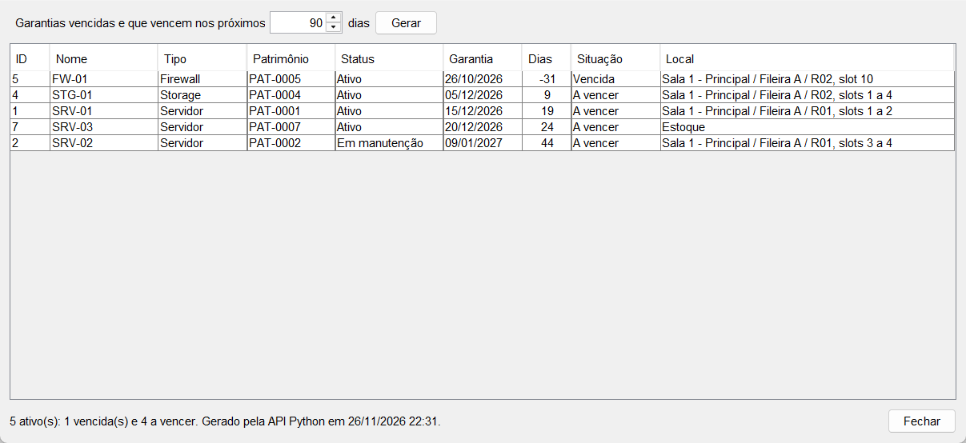 Garantias vencidas e que vencem nos próximos 90 dias Gerar
ID Nome Tipo Patrimônio Status Garantia Dias Situação Local
5 FW-01 Firewall PAT-0005 Ativo 26/10/2026 -31 Vencida Sala 1 - Principal / Fileira A / R02, slot 10
4 STG-01 Storage PAT-0004 Ativo 05/12/2026 9 A vencer Sala 1 - Principal / Fileira A / R02, slots 1 a 4
1 SRV-01 Servidor PAT-0001 Ativo 15/12/2026 19 A vencer Sala 1 - Principal / Fileira A / R01, slots 1 a 2
7 SRV-03 Servidor PAT-0007 Ativo 20/12/2026 24 A vencer Estoque
2 SRV-02 Servidor PAT-0002 Em manutenção 09/01/2027 44 A vencer Sala 1 - Principal / Fileira A / R01, slots 3 a 4
5 ativo(s): 1 vencida(s) e 4 a vencer. Gerado pela API Python em 26/11/2026 22:31. Fechar